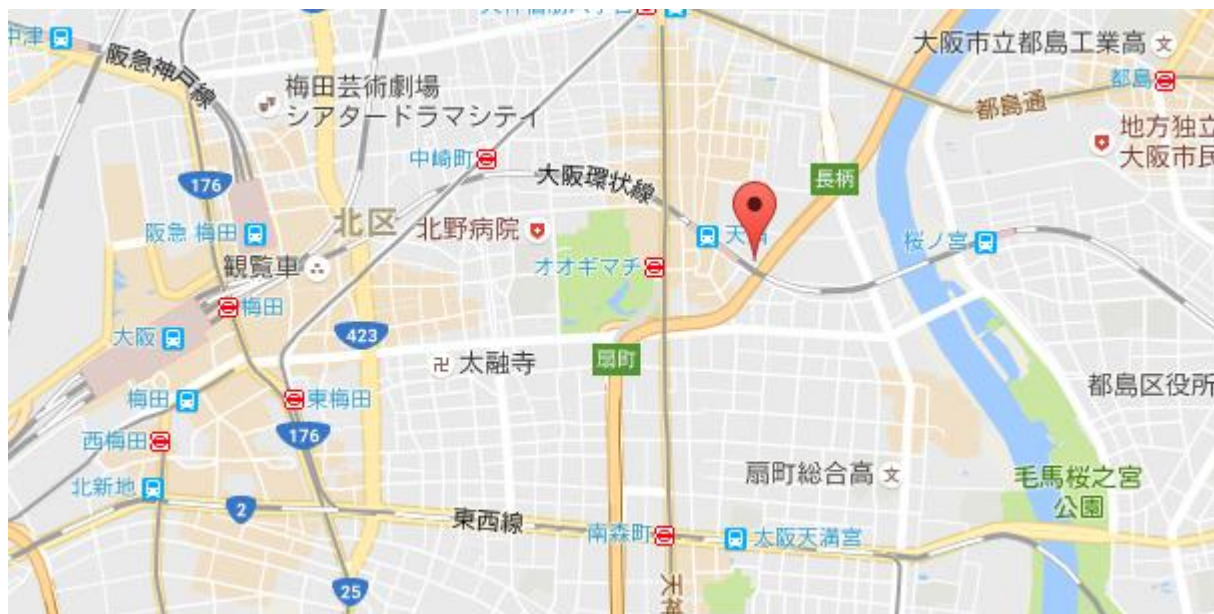 中津
大阪市立都島工業高
阪急神戸線
都島
梅田芸術劇場
シアタードラマシティ
都島通
地方独立
大阪市民
中崎町
大阪環状線
長柄
176
北区
北野病院
阪急 梅田
桜ノ宮
観覧車
オオギマチ
梅田
大阪
423
太融寺
扇町
都島区役所
梅田
東梅田
176
西梅田
扇町総合高
毛馬桜之宮
公園
北新地
2
東西線
南森町
大阪天満宮
25
天神